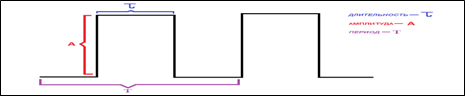 τ
ДЛИТЕЛЬНОСТЬ — τ
АМПЛИТУДА — А
А
ПЕРИОД — Т
Т